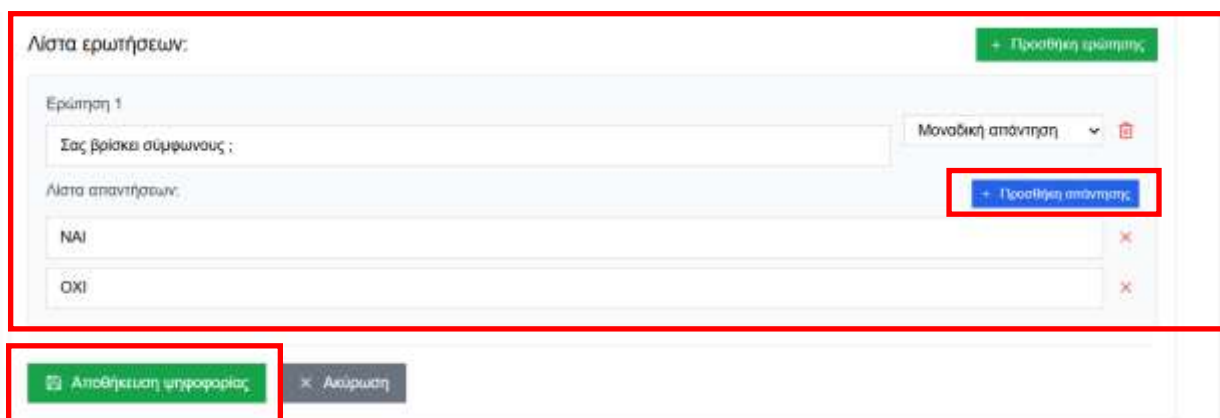 Λίστα ερωτήσεων:
+ Προσθήκη ερώτησης
Ερώτηση 1
Σας βρίσκει σύμφωνους ;
Μοναδική απάντηση
Λίστα απαντήσεων:
+ Προσθήκη απάντησης
ΝΑΙ
ΟΧΙ
Αποθήκευση ψηφοφορίας
× Ακύρωση